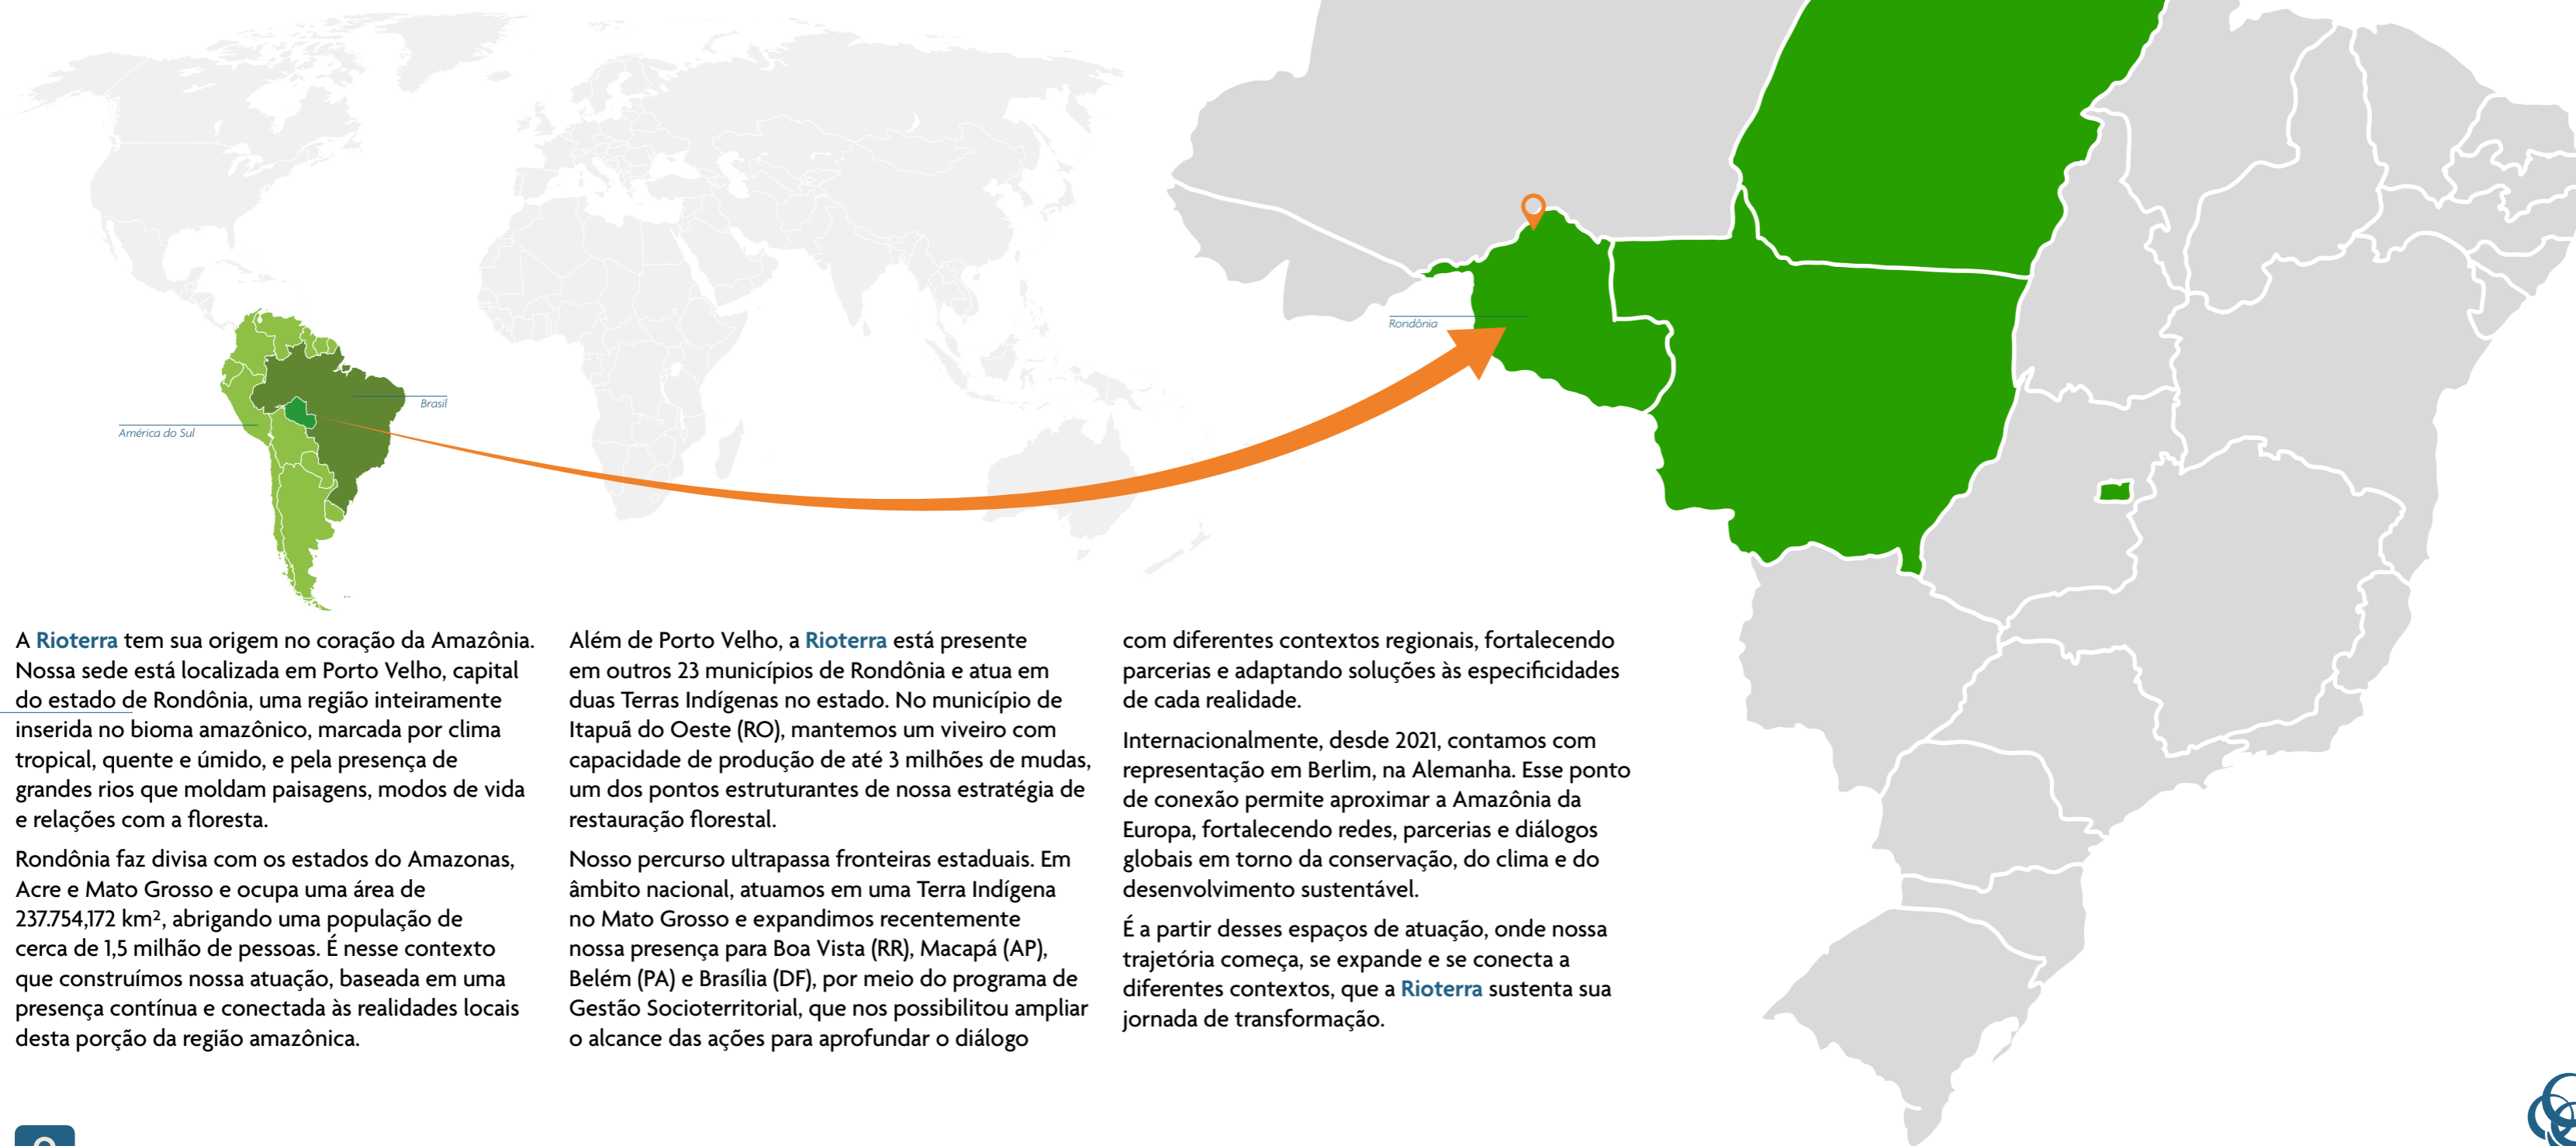 Rondônia
Brasil
América do Sul
A Rioterra tem sua origem no coração da Amazônia.
Nossa sede está localizada em Porto Velho, capital
do estado de Rondônia, uma região inteiramente
inserida no bioma amazônico, marcada por clima
tropical, quente e úmido, e pela presença de
grandes rios que moldam paisagens, modos de vida
e relações com a floresta.
Rondônia faz divisa com os estados do Amazonas,
Acre e Mato Grosso e ocupa uma área de
237.754,172 km², abrigando uma população de
cerca de 1,5 milhão de pessoas. É nesse contexto
que construímos nossa atuação, baseada em uma
presença contínua e conectada às realidades locais
desta porção da região amazônica.
Além de Porto Velho, a Rioterra está presente
em outros 23 municípios de Rondônia e atua em
duas Terras Indígenas no estado. No município de
Itapuã do Oeste (RO), mantemos um viveiro com
capacidade de produção de até 3 milhões de mudas,
um dos pontos estruturantes de nossa estratégia de
restauração florestal.
Nosso percurso ultrapassa fronteiras estaduais. Em
âmbito nacional, atuamos em uma Terra Indígena
no Mato Grosso e expandimos recentemente
nossa presença para Boa Vista (RR), Macapá (AP),
Belém (PA) e Brasília (DF), por meio do programa de
Gestão Socioterritorial, que nos possibilitou ampliar
o alcance das ações para aprofundar o diálogo
com diferentes contextos regionais, fortalecendo
parcerias e adaptando soluções às especificidades
de cada realidade.
Internacionalmente, desde 2021, contamos com
representação em Berlim, na Alemanha. Esse ponto
de conexão permite aproximar a Amazônia da
Europa, fortalecendo redes, parcerias e diálogos
globais em torno da conservação, do clima e do
desenvolvimento sustentável.
É a partir desses espaços de atuação, onde nossa
trajetória começa, se expande e se conecta a
diferentes contextos, que a Rioterra sustenta sua
jornada de transformação.